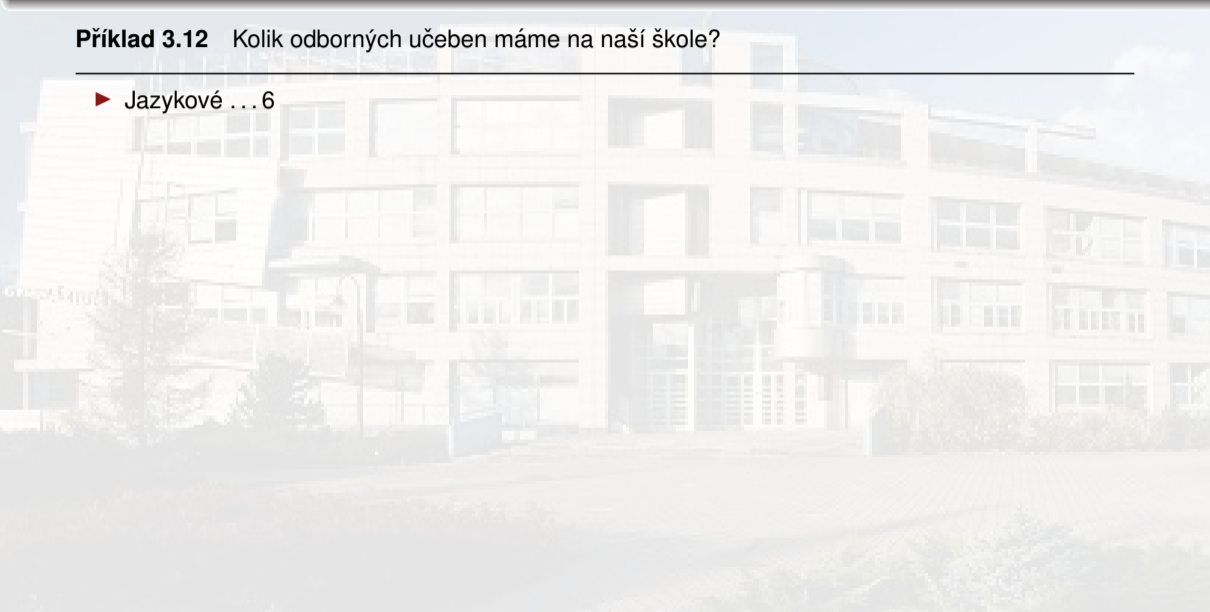 Příklad 3.12 Kolik odborných učeben máme na naší škole?
► Jazykové . . . 6